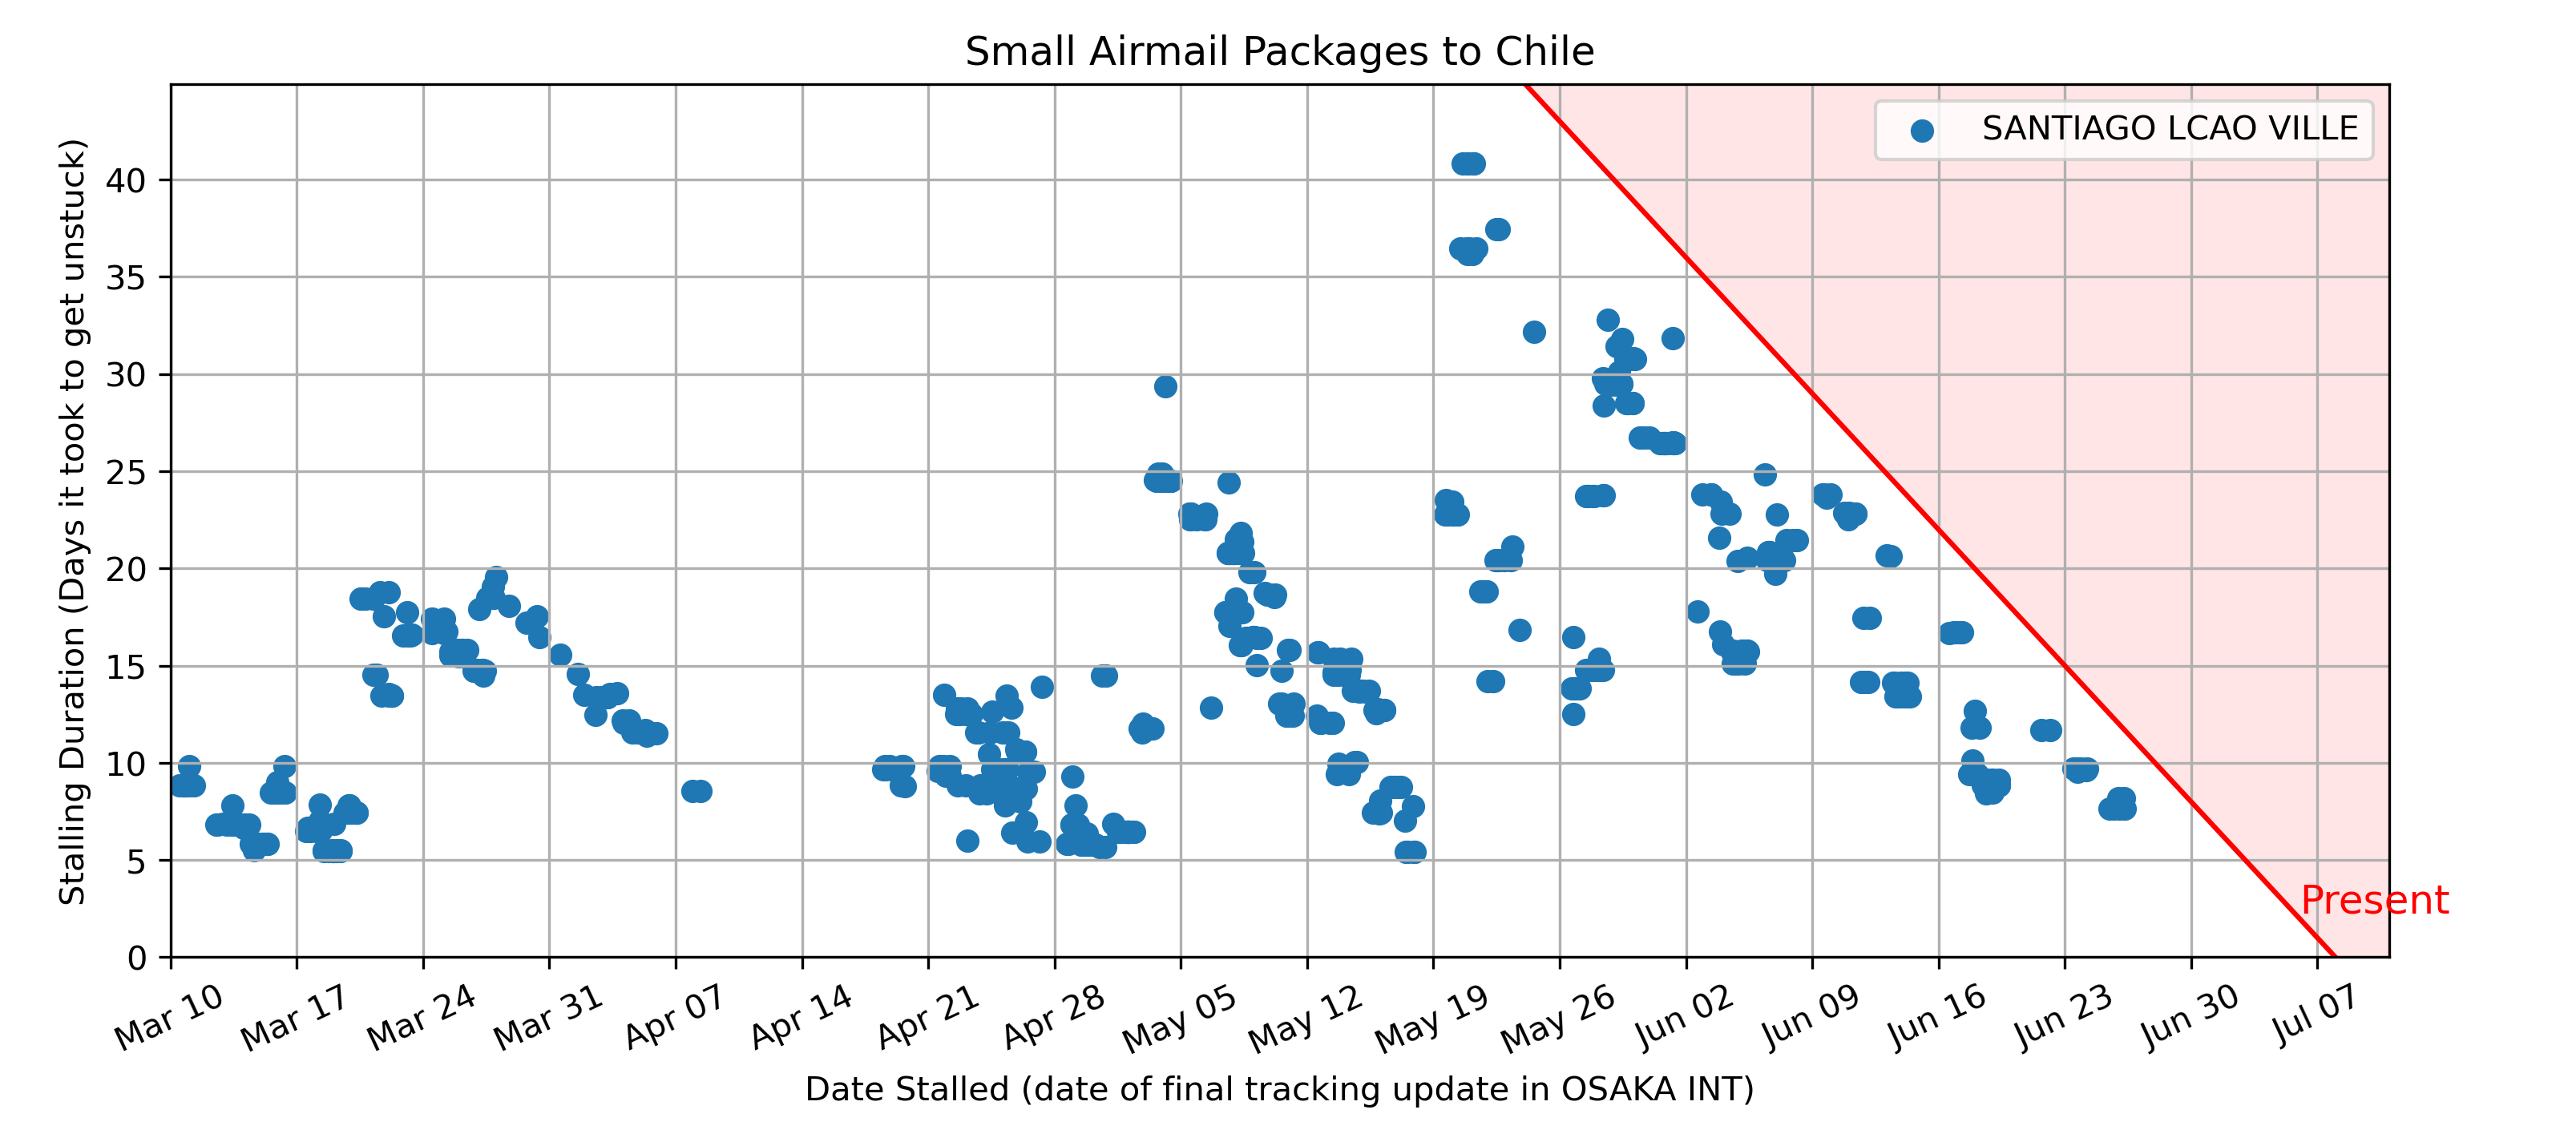 Small Airmail Packages to Chile
SANTIAGO LCAO VILLE
Stalling Duration (Days it took to get unstuck)
40
35
30
25
20
15
10
5
0
Present
Mar 10
Mar 17
Mar 24
Mar 31
Apr 07
Apr 14
Apr 21
Apr 28
May 05
May 12
May 19
May 26
Jun 02
Jun 09
Jun 16
Jun 23
Jun 30
Jul 07
Date Stalled (date of final tracking update in OSAKA INT)